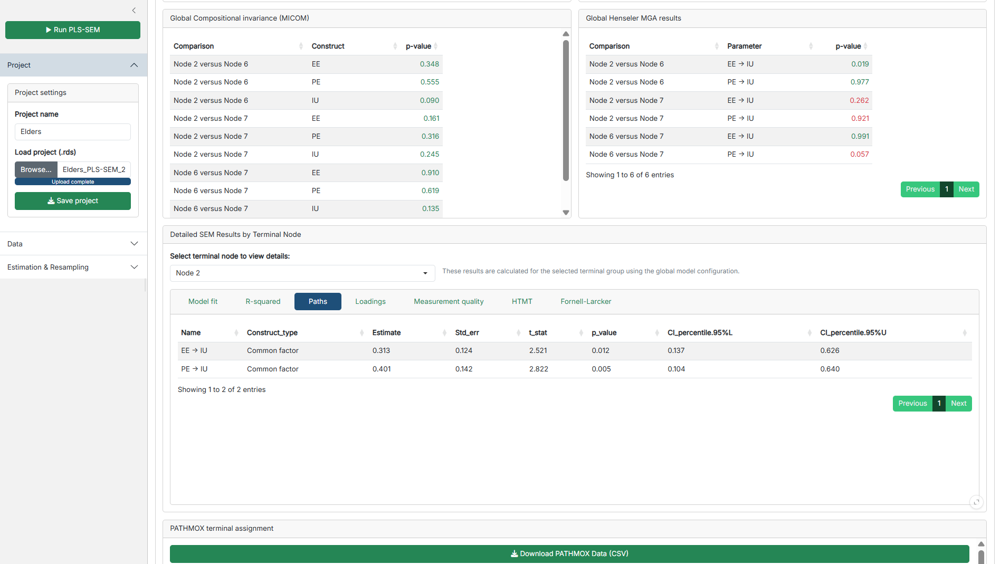 Run PLS-SEM
Project
Project settings
Project name
Elders
Load project (.rds)
Browse... Elders_PLS-SEM_2
Upload complete
Save project
Data
Estimation & Resampling
Global Compositional invariance (MICOM)
Comparison Construct p-value
Node 2 versus Node 6 EE 0.348
Node 2 versus Node 6 PE 0.555
Node 2 versus Node 6 IU 0.090
Node 2 versus Node 7 EE 0.161
Node 2 versus Node 7 PE 0.316
Node 2 versus Node 7 IU 0.245
Node 6 versus Node 7 EE 0.910
Node 6 versus Node 7 PE 0.619
Node 6 versus Node 7 IU 0.135
Global Henseler MGA results
Comparison Parameter p-value
Node 2 versus Node 6 EE → IU 0.019
Node 2 versus Node 6 PE → IU 0.977
Node 2 versus Node 7 EE → IU 0.262
Node 2 versus Node 7 PE → IU 0.921
Node 6 versus Node 7 EE → IU 0.991
Node 6 versus Node 7 PE → IU 0.057
Showing 1 to 6 of 6 entries
Previous 1 Next
Detailed SEM Results by Terminal Node
Select terminal node to view details:
Node 2
These results are calculated for the selected terminal group using the global model configuration.
Model fit R-squared Paths Loadings Measurement quality HTMT Fornell-Larcker
Name Construct_type Estimate Std_err t_stat p_value CI_percentile.95%L CI_percentile.95%U
EE → IU Common factor 0.313 0.124 2.521 0.012 0.137 0.626
PE → IU Common factor 0.401 0.142 2.822 0.005 0.104 0.640
Showing 1 to 2 of 2 entries
Previous 1 Next
PATHMOX terminal assignment
Download PATHMOX Data (CSV)